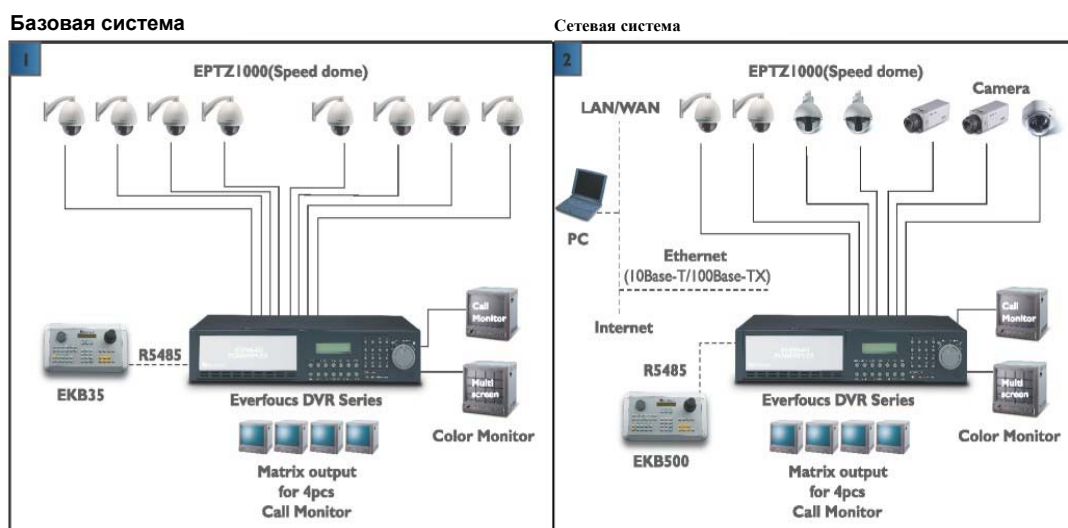 Базовая система
Сетевая система
1
EPTZ1000(Speed dome)
Call
Monitor
R5485
EKB35
Everfoucs DVR Series
Multi
screen
Color Monitor
Matrix output
for 4pcs
Call Monitor
2
EPTZ1000(Speed dome)
Camera
LAN/WAN
PC
Ethernet
(10Base-T/100Base-TX)
Internet
Call
Monitor
R5485
Everfoucs DVR Series
Multi
screen
EKB500
Color Monitor
Matrix output
for 4pcs
Call Monitor